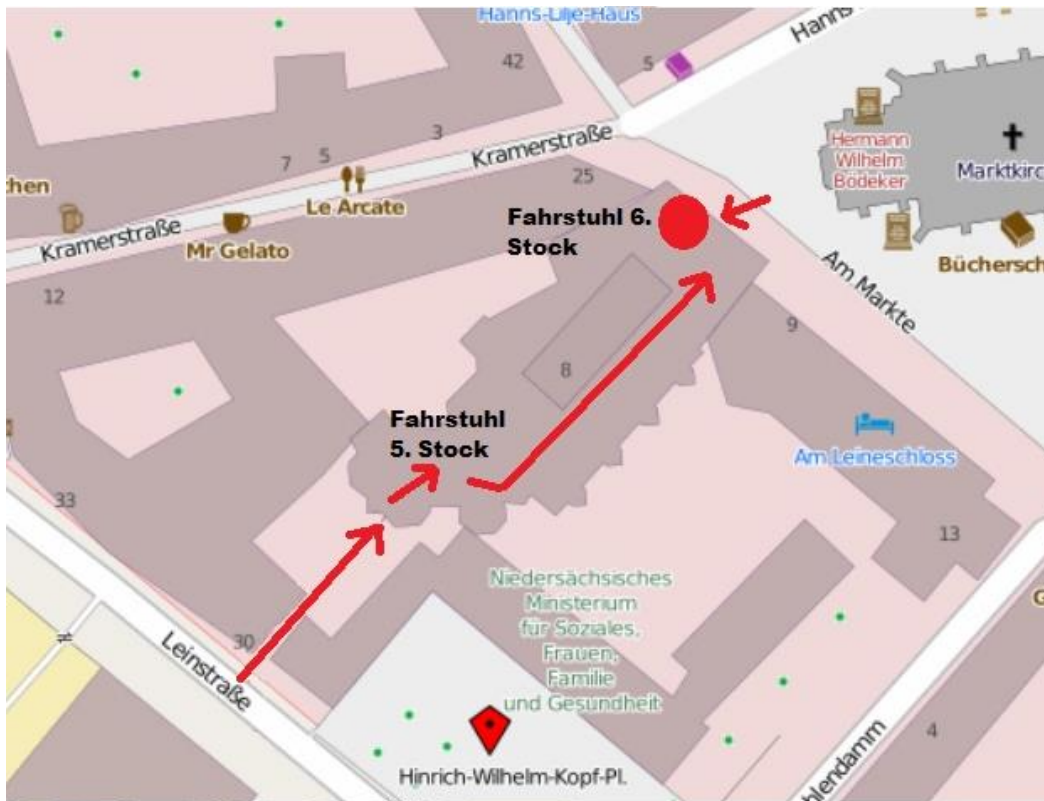 Hanns-Lilje-Haus
42
5
Hanns
3
5
7
Kramerstraße
Hermann
Wilhelm
Bödeker
Marktkirc
chen
Le Arcate
25
Kramerstraße
Mr Gelato
Fahrstuhl 6.
Stock
Büchersch
12
Am Markte
9
8
Fahrstuhl
5. Stock
Am Leineschloss
33
13
Niedersächsisches
Ministerium
für Soziales,
Frauen,
Familie
und Gesundheit
G
30
Leinstraße
4
Hinrich-Wilhelm-Kopf-Pl.
hlendamm